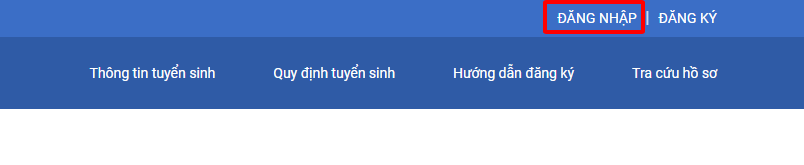 ĐĂNG NHẬP | ĐĂNG KÝ
Thông tin tuyển sinh Quy định tuyển sinh Hướng dẫn đăng ký Tra cứu hồ sơ